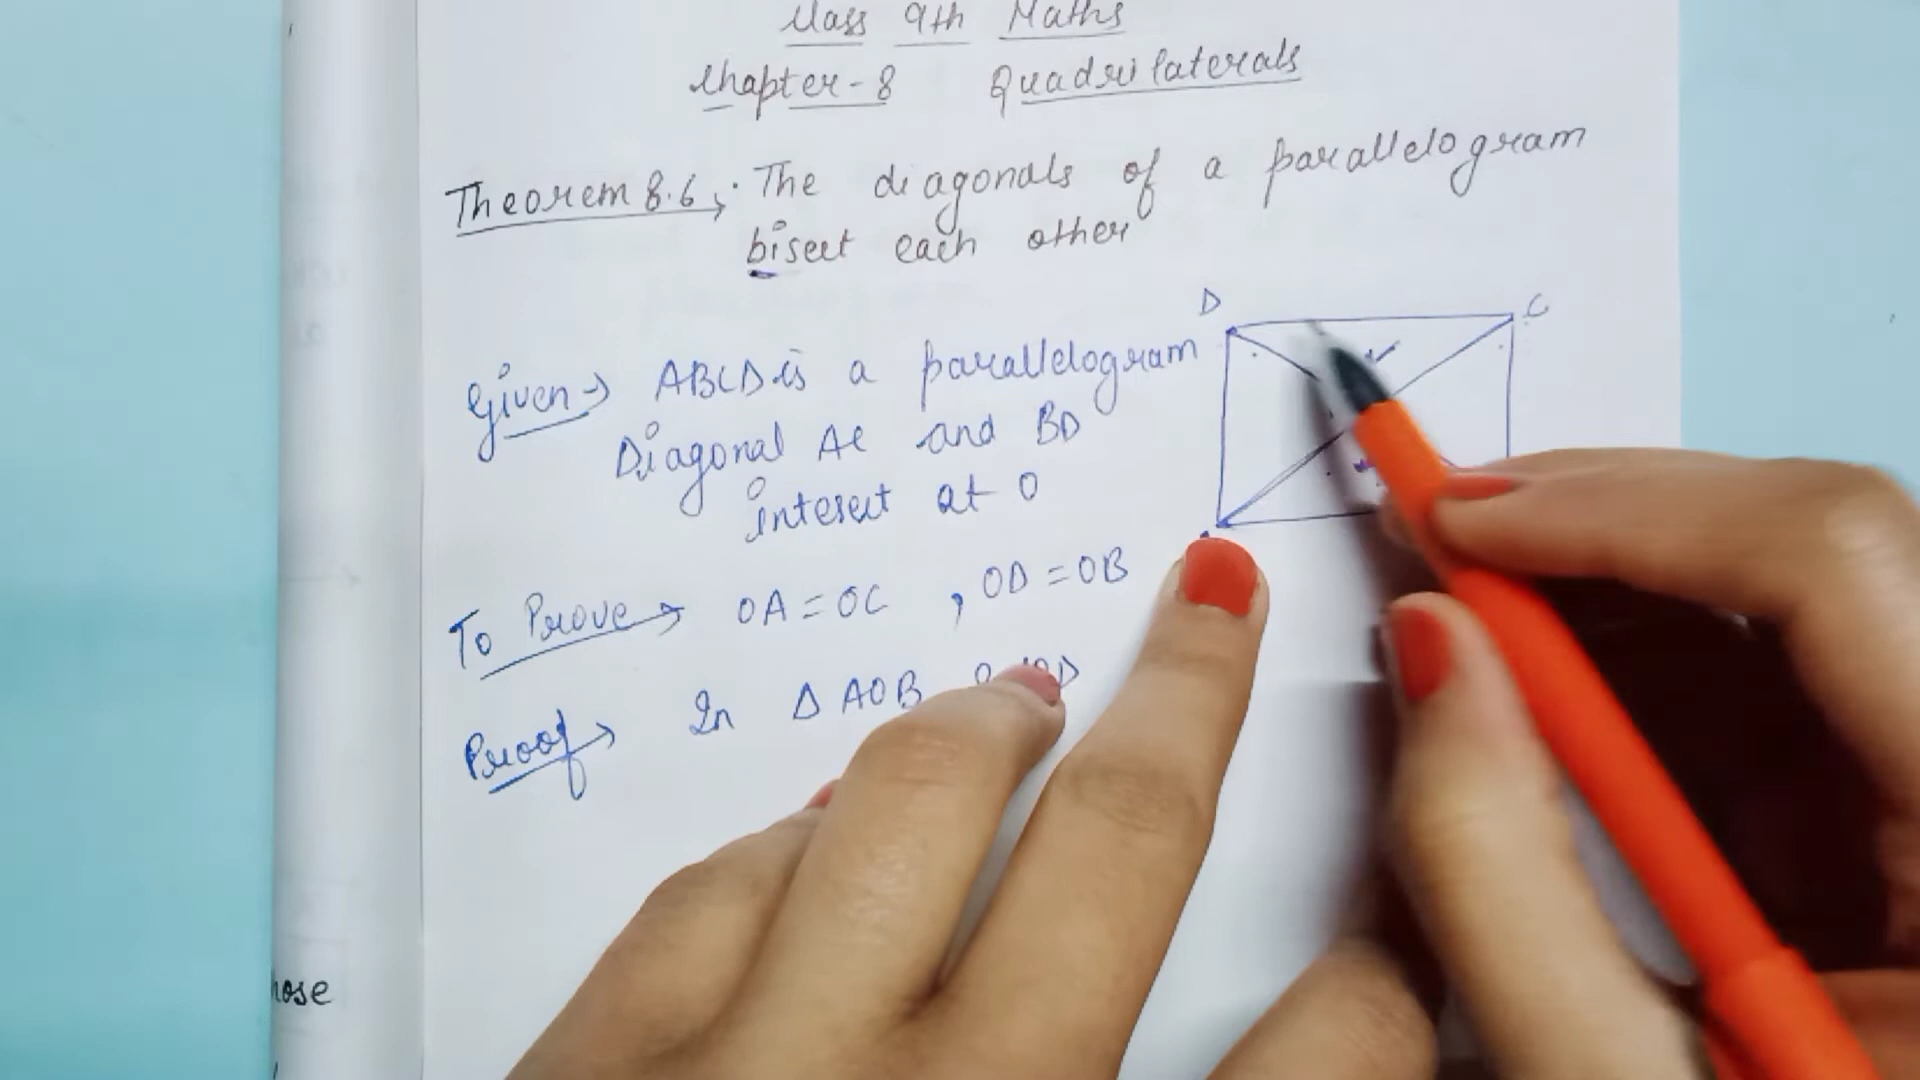 Class 9th Maths
Chapter-8 Quadrilaterals
Theorem 8.6 : The diagonals of a parallelogram
bisect each other
Given → ABCD is a parallelogram
Diagonal AC and BD
intersect at O
D C
To Prove → OA = OC , OD = OB
Proof → In Δ AOB
hose